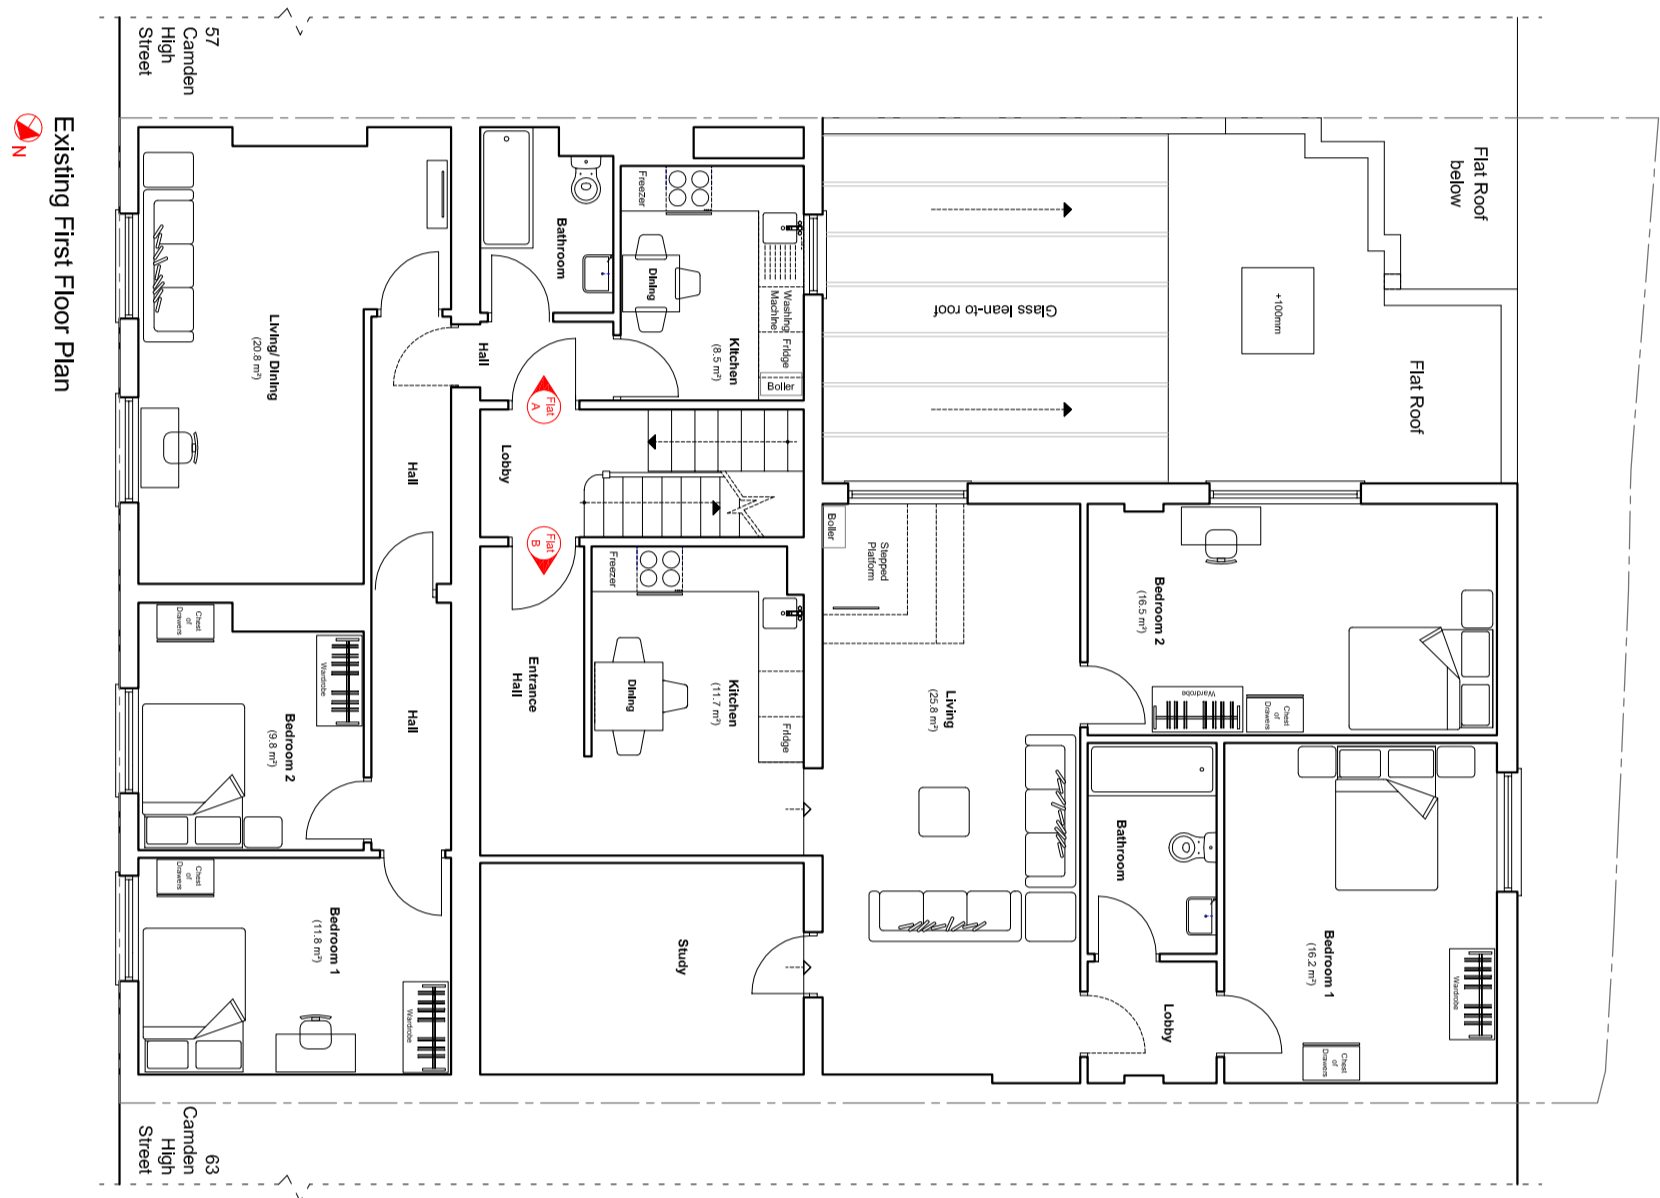 57
Camden
High
Street
Existing First Floor Plan
N
Living/ Dining
(20.8 m²)
Bathroom
Freezer
Dining
Washing
Machine
Fridge
Boiler
Kitchen
(8.5 m²)
Hall
Flat
A
Lobby
Hall
Flat
B
Hall
Chest
of
Drawers
Wardrobe
Bedroom 2
(9.8 m²)
Chest
of
Drawers
Bedroom 1
(11.8 m²)
Wardrobe
Entrance
Hall
Freezer
Dining
Kitchen
(11.7 m²)
Fridge
Study
Glass lean-to roof
+100mm
Flat Roof
Flat Roof
below
Boiler
Stepped
Platform
Living
(25.8 m²)
Bedroom 2
(16.5 m²)
Wardrobe
Chest
of
Drawers
Bathroom
Lobby
Bedroom 1
(16.2 m²)
Wardrobe
Chest
of
Drawers
63
Camden
High
Street